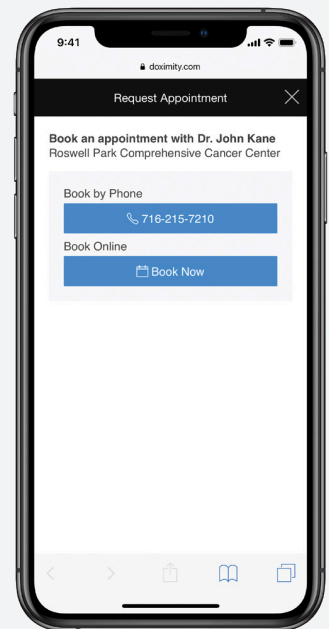 9:41
doximity.com
Request Appointment
Book an appointment with Dr. John Kane
Roswell Park Comprehensive Cancer Center
Book by Phone
716-215-7210
Book Online
Book Now